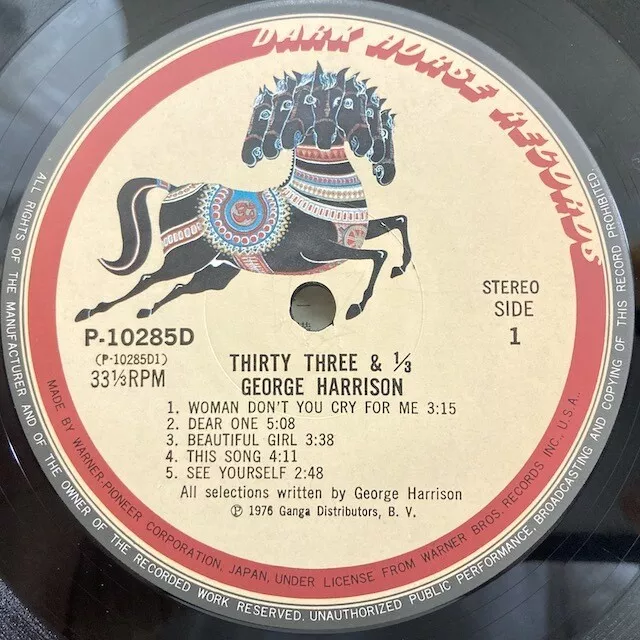 DARK HORSE RECORDS
STEREO
SIDE
1
P-10285D
(P-10285D1)
33⅓RPM
THIRTY THREE & ⅓
GEORGE HARRISON
1. WOMAN DON'T YOU CRY FOR ME 3:15
2. DEAR ONE 5:08
3. BEAUTIFUL GIRL 3:38
4. THIS SONG 4:11
5. SEE YOURSELF 2:48
All selections written by George Harrison
Ⓟ 1976 Ganga Distributors, B. V.
MADE BY WARNER-PIONEER CORPORATION, JAPAN, UNDER LICENSE FROM WARNER BROS. RECORDS INC., U.S.A..
ALL RIGHTS OF THE MANUFACTURER AND OF THE OWNER OF THE RECORDED WORK RESERVED. UNAUTHORIZED PUBLIC PERFORMANCE, BROADCASTING AND COPYING OF THIS RECORD PROHIBITED.